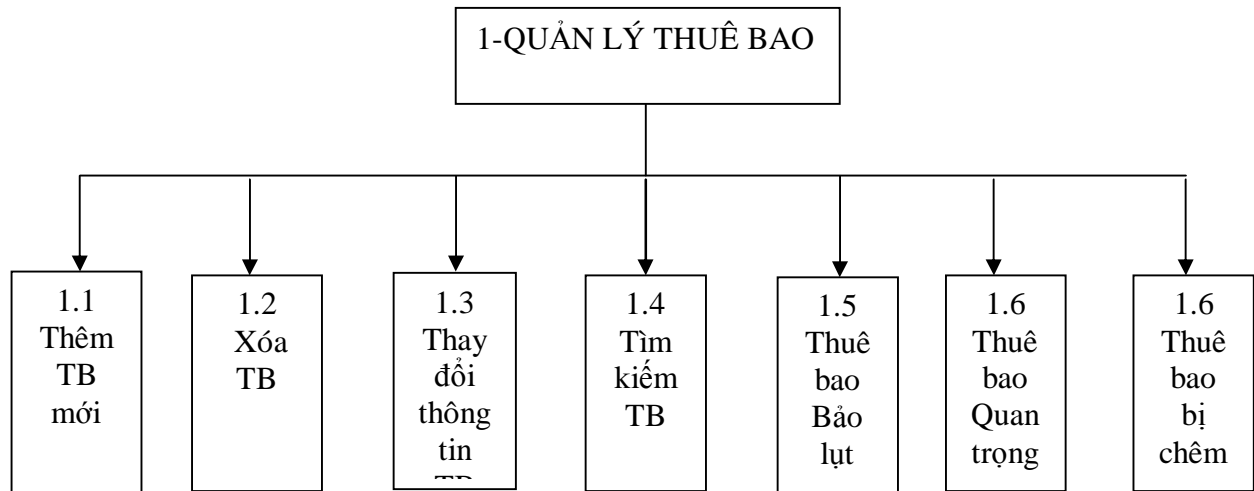 1-QUẢN LÝ THUÊ BAO
1.1
Thêm
TB
mới
1.2
Xóa
TB
1.3
Thay
đổi
thông
tin
TB
1.4
Tìm
kiếm
TB
1.5
Thuê
bao
Bảo
lụt
1.6
Thuê
bao
Quan
trọng
1.6
Thuê
bao
bị
chêm